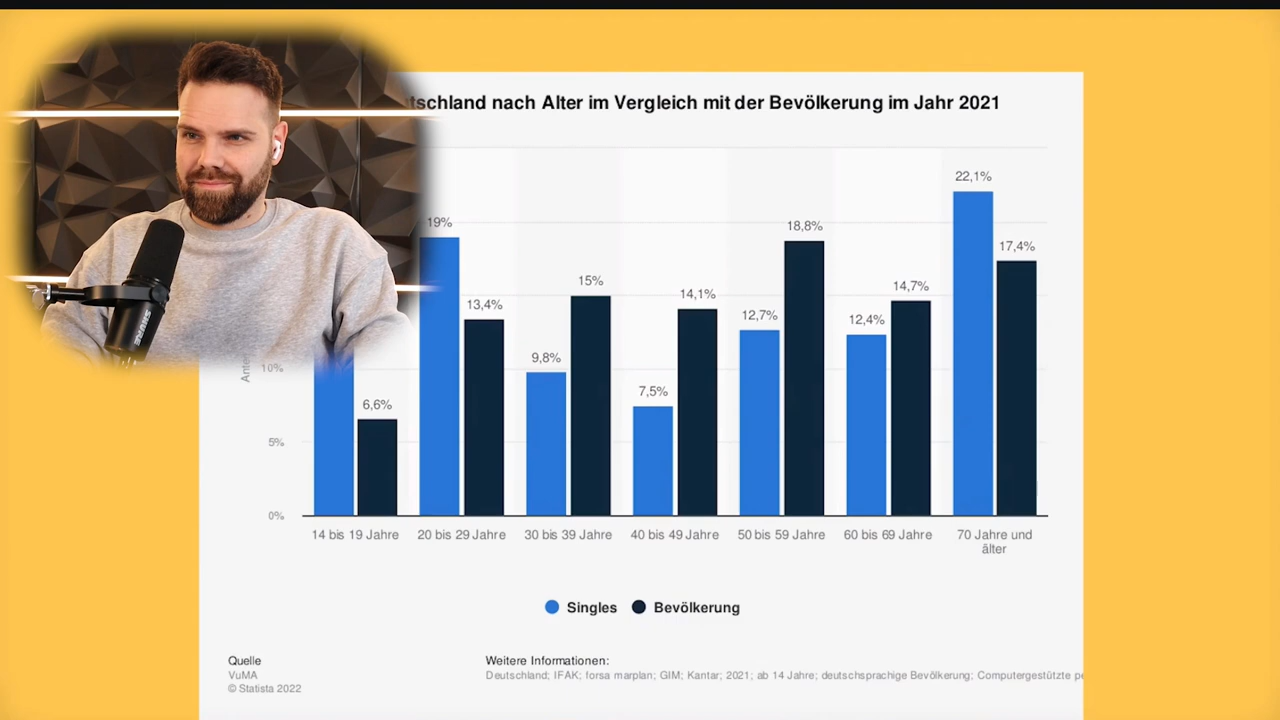 schland nach Alter im Vergleich mit der Bevölkerung im Jahr 2021
22,1%
19%
18,8%
17,4%
15%
14,7%
14,1%
13,4%
12,7%
12,4%
9,8%
7,5%
6,6%
10%
5%
0%
14 bis 19 Jahre
20 bis 29 Jahre
30 bis 39 Jahre
40 bis 49 Jahre
50 bis 59 Jahre
60 bis 69 Jahre
70 Jahre und
älter
Singles
Bevölkerung
Quelle
VuMA
© Statista 2022
Weitere Informationen:
Deutschland; IFAK; forsa marplan; GIM; Kantar; 2021; ab 14 Jahre; deutschsprachige Bevölkerung; Computergestützte
SHURE